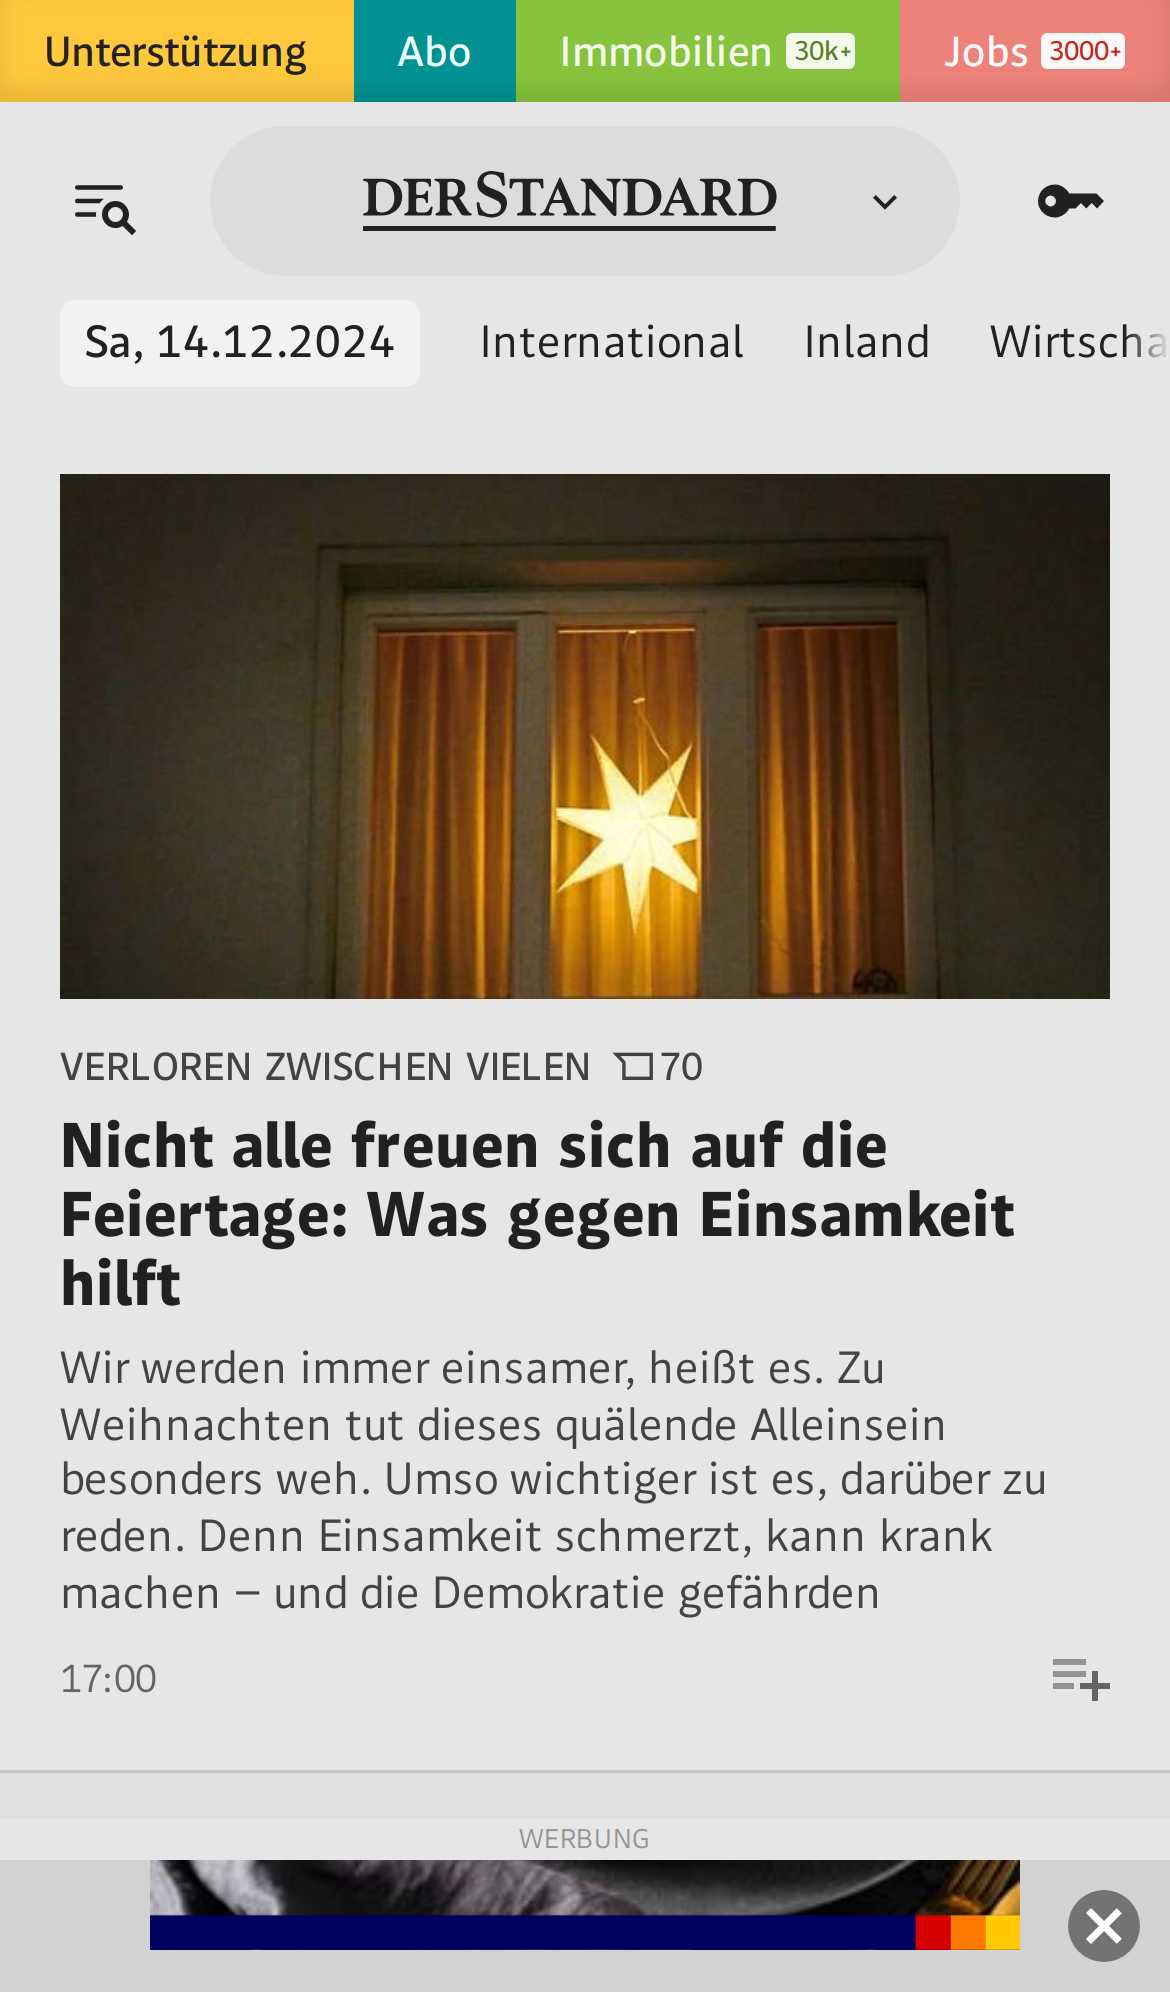 Unterstützung Abo Immobilien 30k+ Jobs 3000+
DERSTANDARD
Sa, 14.12.2024 International Inland Wirtscha
VERLOREN ZWISCHEN VIELEN 70
Nicht alle freuen sich auf die
Feiertage: Was gegen Einsamkeit
hilft
Wir werden immer einsamer, heißt es. Zu
Weihnachten tut dieses quälende Alleinsein
besonders weh. Umso wichtiger ist es, darüber zu
reden. Denn Einsamkeit schmerzt, kann krank
machen – und die Demokratie gefährden
17:00
WERBUNG